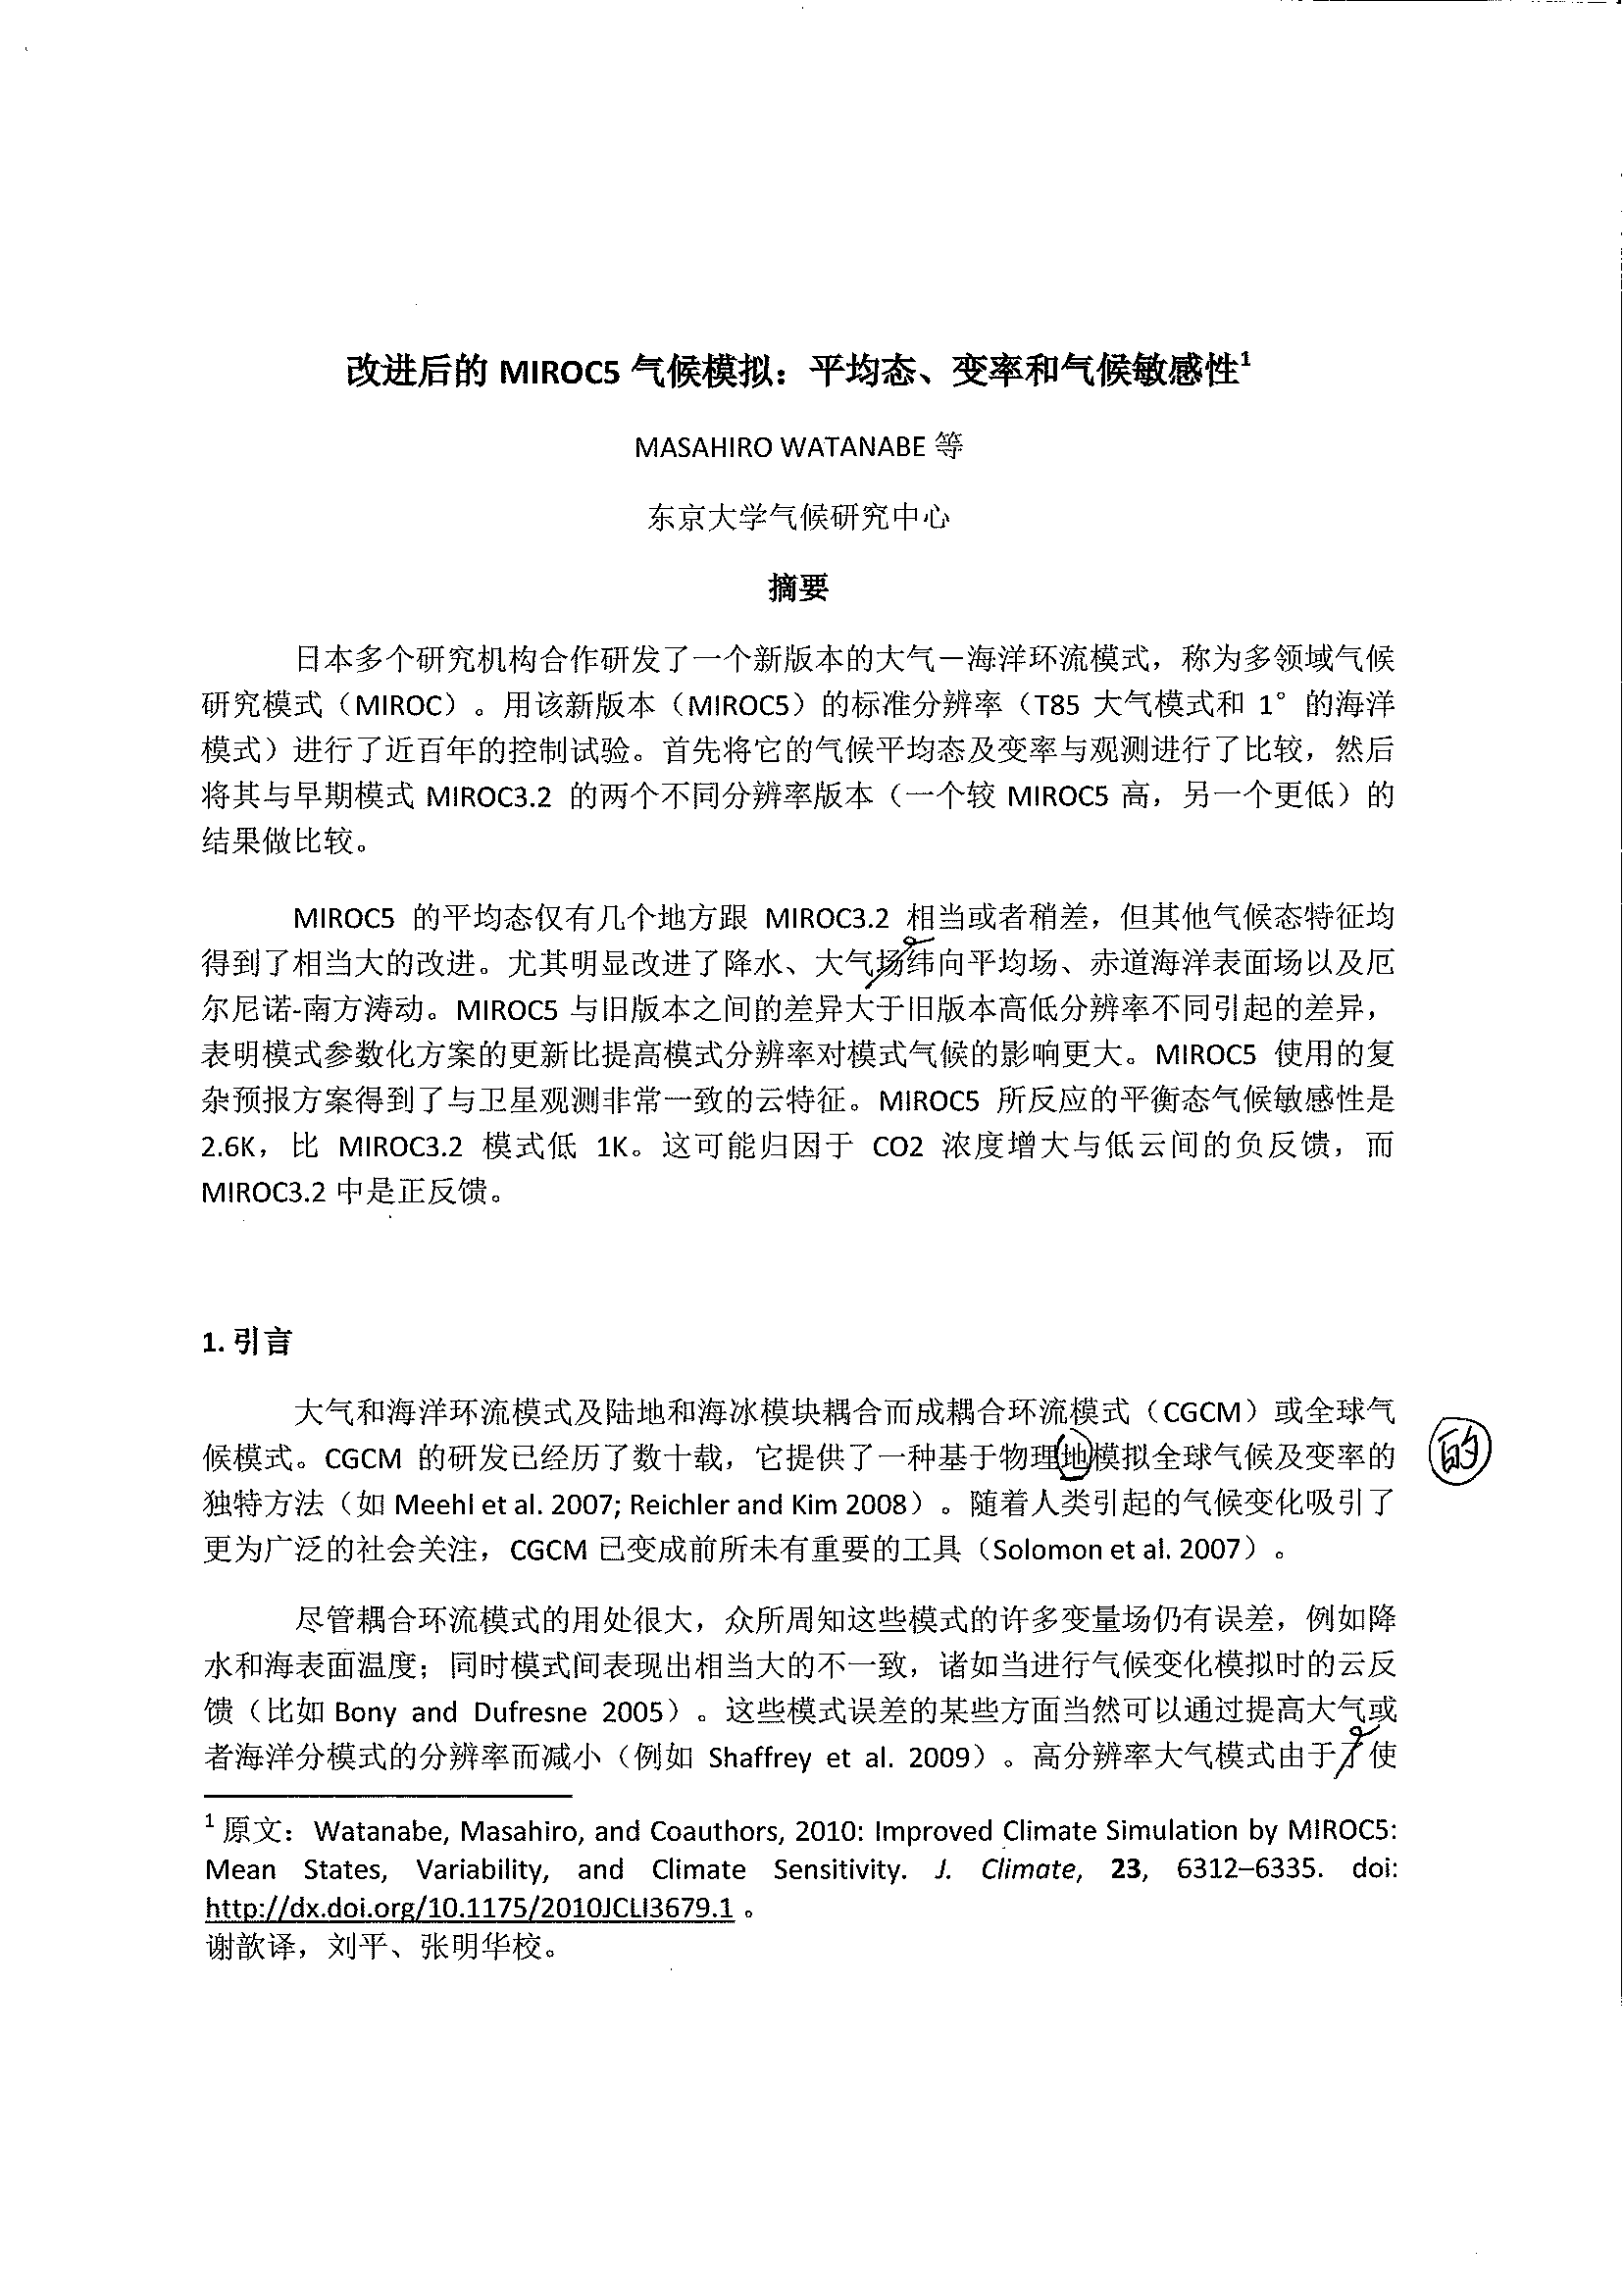 改进后的 MIROC5 气候模拟：平均态、变率和气候敏感性1
MASAHIRO WATANABE 等
东京大学气候研究中心
摘要
日本多个研究机构合作研发了一个新版本的大气－海洋环流模式，称为多领域气候
研究模式（MIROC）。用该新版本（MIROC5）的标准分辨率（T85 大气模式和 1° 的海洋
模式）进行了近百年的控制试验。首先将它的气候平均态及变率与观测进行了比较，然后
将其与早期模式 MIROC3.2 的两个不同分辨率版本（一个较 MIROC5 高，另一个更低）的
结果做比较。
MIROC5 的平均态仅有几个地方跟 MIROC3.2 相当或者稍差，但其他气候态特征均
得到了相当大的改进。尤其明显改进了降水、大气场纬向平均场、赤道海洋表面场以及厄
尔尼诺-南方涛动。MIROC5 与旧版本之间的差异大于旧版本高低分辨率不同引起的差异，
表明模式参数化方案的更新比提高模式分辨率对模式气候的影响更大。MIROC5 使用的复
杂预报方案得到了与卫星观测非常一致的云特征。MIROC5 所反应的平衡态气候敏感性是
2.6K，比 MIROC3.2 模式低 1K。这可能归因于 CO2 浓度增大与低云间的负反馈，而
MIROC3.2 中是正反馈。
1. 引言
大气和海洋环流模式及陆地和海冰模块耦合而成耦合环流模式（CGCM）或全球气
候模式。CGCM 的研发已经历了数十载，它提供了一种基于物理地模拟全球气候及变率的
的
独特方法（如 Meehl et al. 2007; Reichler and Kim 2008）。随着人类引起的气候变化吸引了
更为广泛的社会关注，CGCM 已变成前所未有重要的工具（Solomon et al. 2007）。
尽管耦合环流模式的用处很大，众所周知这些模式的许多变量场仍有误差，例如降
水和海表面温度；同时模式间表现出相当大的不一致，诸如当进行气候变化模拟时的云反
馈（比如 Bony and Dufresne 2005）。这些模式误差的某些方面当然可以通过提高大气或
者海洋分模式的分辨率而减小（例如 Shaffrey et al. 2009）。高分辨率大气模式由于了使
1 原文：Watanabe, Masahiro, and Coauthors, 2010: Improved Climate Simulation by MIROC5:
Mean States, Variability, and Climate Sensitivity. J. Climate, 23, 6312–6335. doi:
http://dx.doi.org/10.1175/2010JCLI3679.1 。
谢歆译，刘平、张明华校。